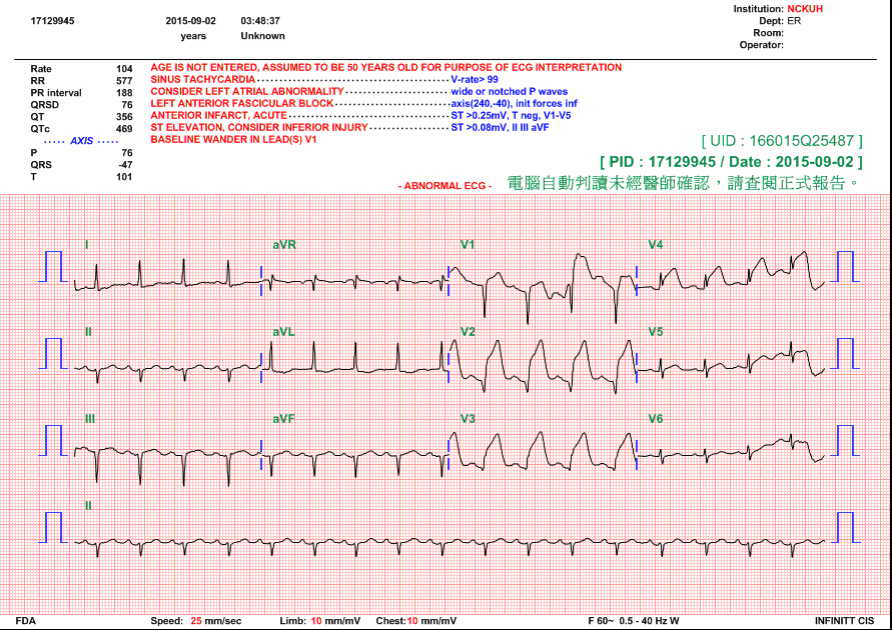 Institution: NCKUH
17129945 2015-09-02 03:48:37 Dept: ER
years Unknown Room:
Operator:
Rate 104 AGE IS NOT ENTERED, ASSUMED TO BE 50 YEARS OLD FOR PURPOSE OF ECG INTERPRETATION
RR 577 SINUS TACHYCARDIA - - - - - - - - - - - - - - - - - - - - - - - - - - - - - - - - - V-rate> 99
PR interval 188 CONSIDER LEFT ATRIAL ABNORMALITY - - - - - - - - - - - - - - - - - - wide or notched P waves
QRSD 76 LEFT ANTERIOR FASCICULAR BLOCK - - - - - - - - - - - - - - - - - - - -axis(240,-40), init forces inf
QT 356 ANTERIOR INFARCT, ACUTE - - - - - - - - - - - - - - - - - - - - - - - - - - - ST >0.25mV, T neg, V1-V5
QTc 469 ST ELEVATION, CONSIDER INFERIOR INJURY - - - - - - - - - - - - - - ST >0.08mV, II III aVF
····· AXIS ····· BASELINE WANDER IN LEAD(S) V1
[ UID : 166015Q25487 ]
P 76
QRS -47 [ PID : 17129945 / Date : 2015-09-02 ]
T 101
- ABNORMAL ECG - 電腦自動判讀未經醫師確認，請查閱正式報告。
I aVR V1 V4
II aVL V2 V5
III aVF V3 V6
II
FDA Speed: 25 mm/sec Limb: 10 mm/mV Chest: 10 mm/mV F 60~ 0.5 - 40 Hz W INFINITT CIS